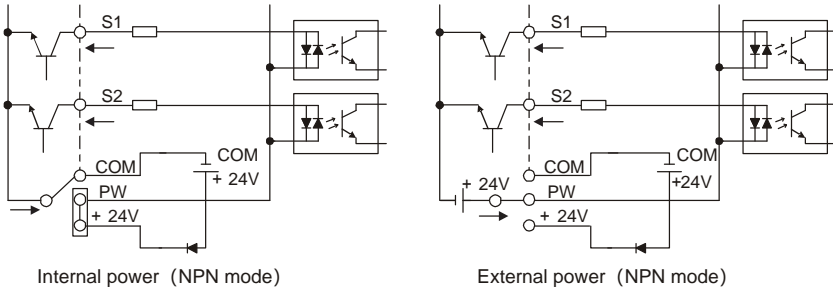 S1
S2
COM
COM
+ 24V
PW
+ 24V
Internal power (NPN mode)
S1
S2
COM
COM
+24V
+ 24V
PW
+ 24V
External power (NPN mode)